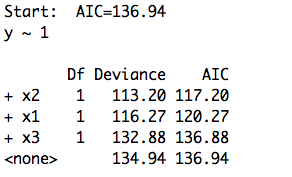 Start:  AIC=136.94
y ~ 1

       Df Deviance    AIC
+ x2    1   113.20 117.20
+ x1    1   116.27 120.27
+ x3    1   132.88 136.88
<none>      134.94 136.94